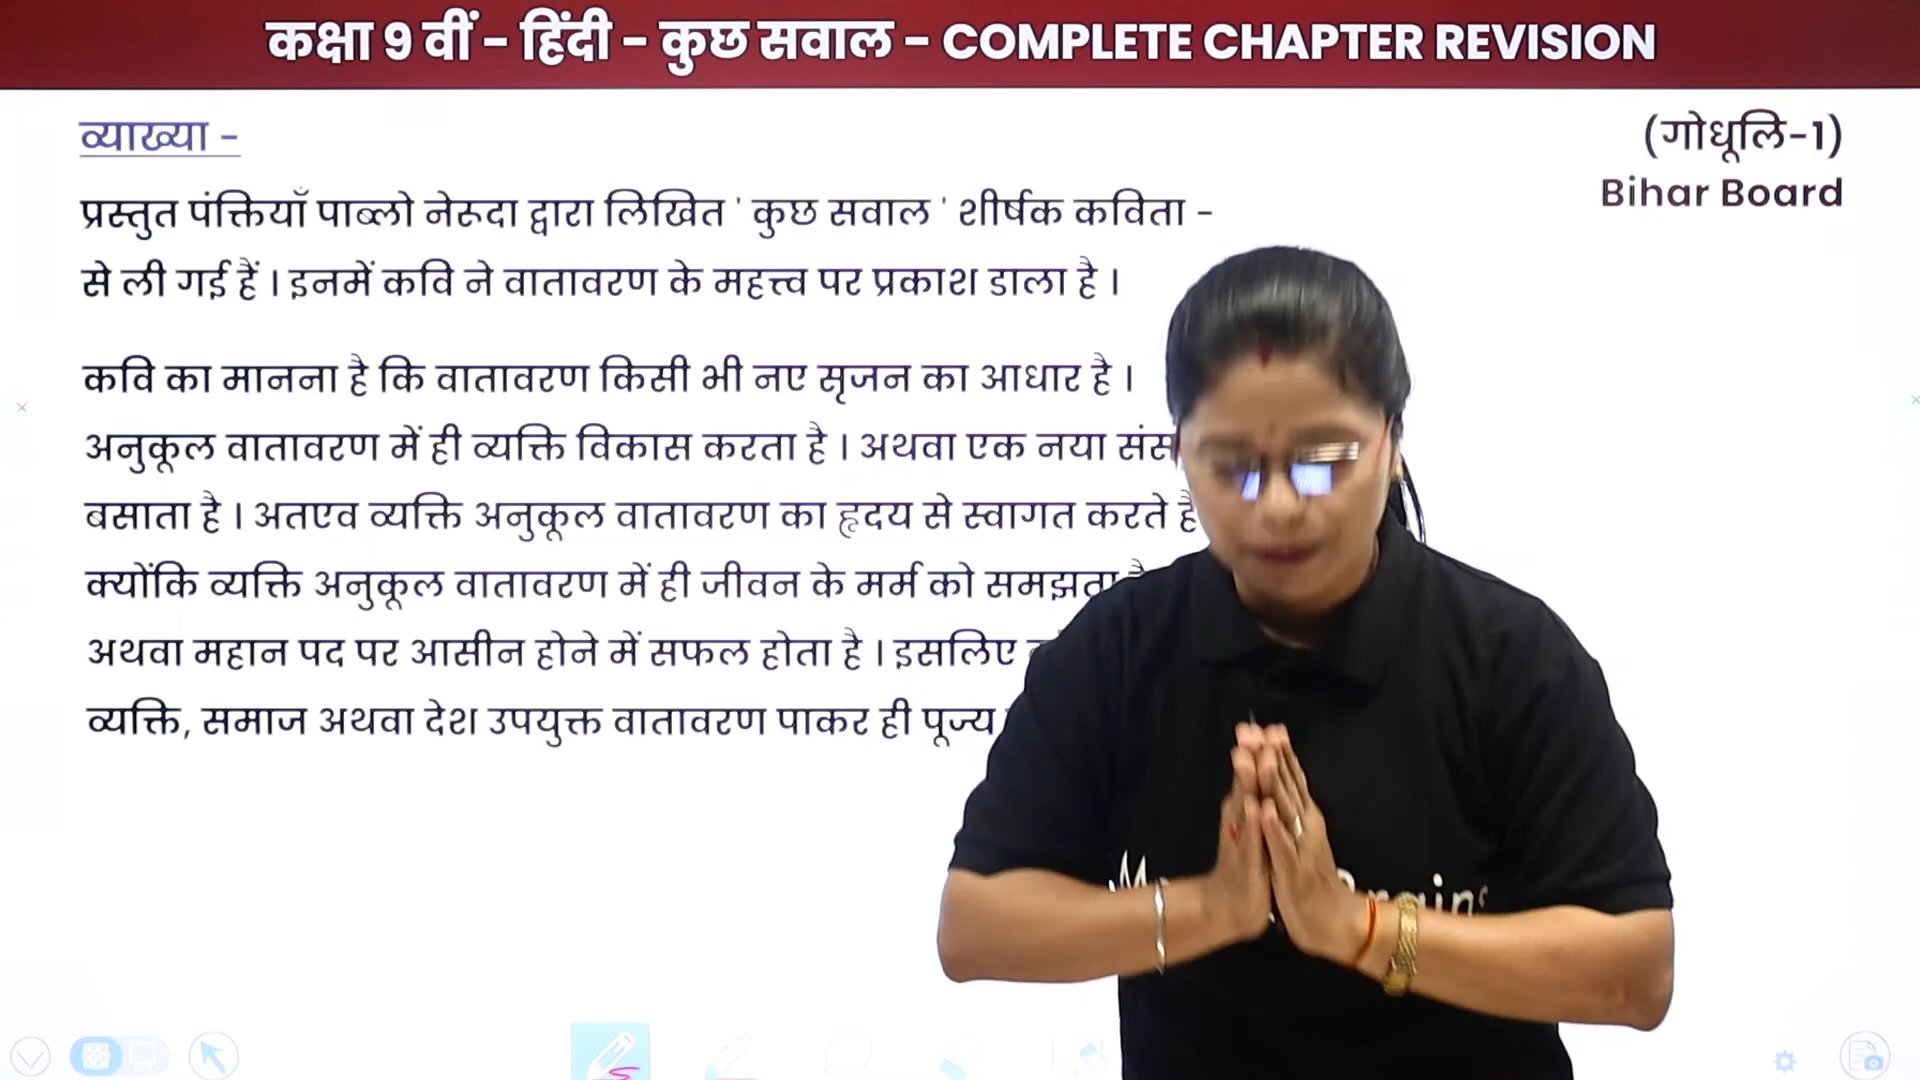 कक्षा 9 वीं - हिंदी - कुछ सवाल - COMPLETE CHAPTER REVISION
व्याख्या -
(गोधूलि-1)
Bihar Board
प्रस्तुत पंक्तियाँ पाब्लो नेरूदा द्वारा लिखित ' कुछ सवाल ' शीर्षक कविता -
से ली गई हैं । इनमें कवि ने वातावरण के महत्त्व पर प्रकाश डाला है ।
कवि का मानना है कि वातावरण किसी भी नए सृजन का आधार है ।
अनुकूल वातावरण में ही व्यक्ति विकास करता है । अथवा एक नया
बसाता है । अतएव व्यक्ति अनुकूल वातावरण का हृदय से स्वागत करते
क्योंकि व्यक्ति अनुकूल वातावरण में ही जीवन के मर्म को समझता
अथवा महान पद पर आसीन होने में सफल होता है । इसलिए
व्यक्ति, समाज अथवा देश उपयुक्त वातावरण पाकर ही पूज्य